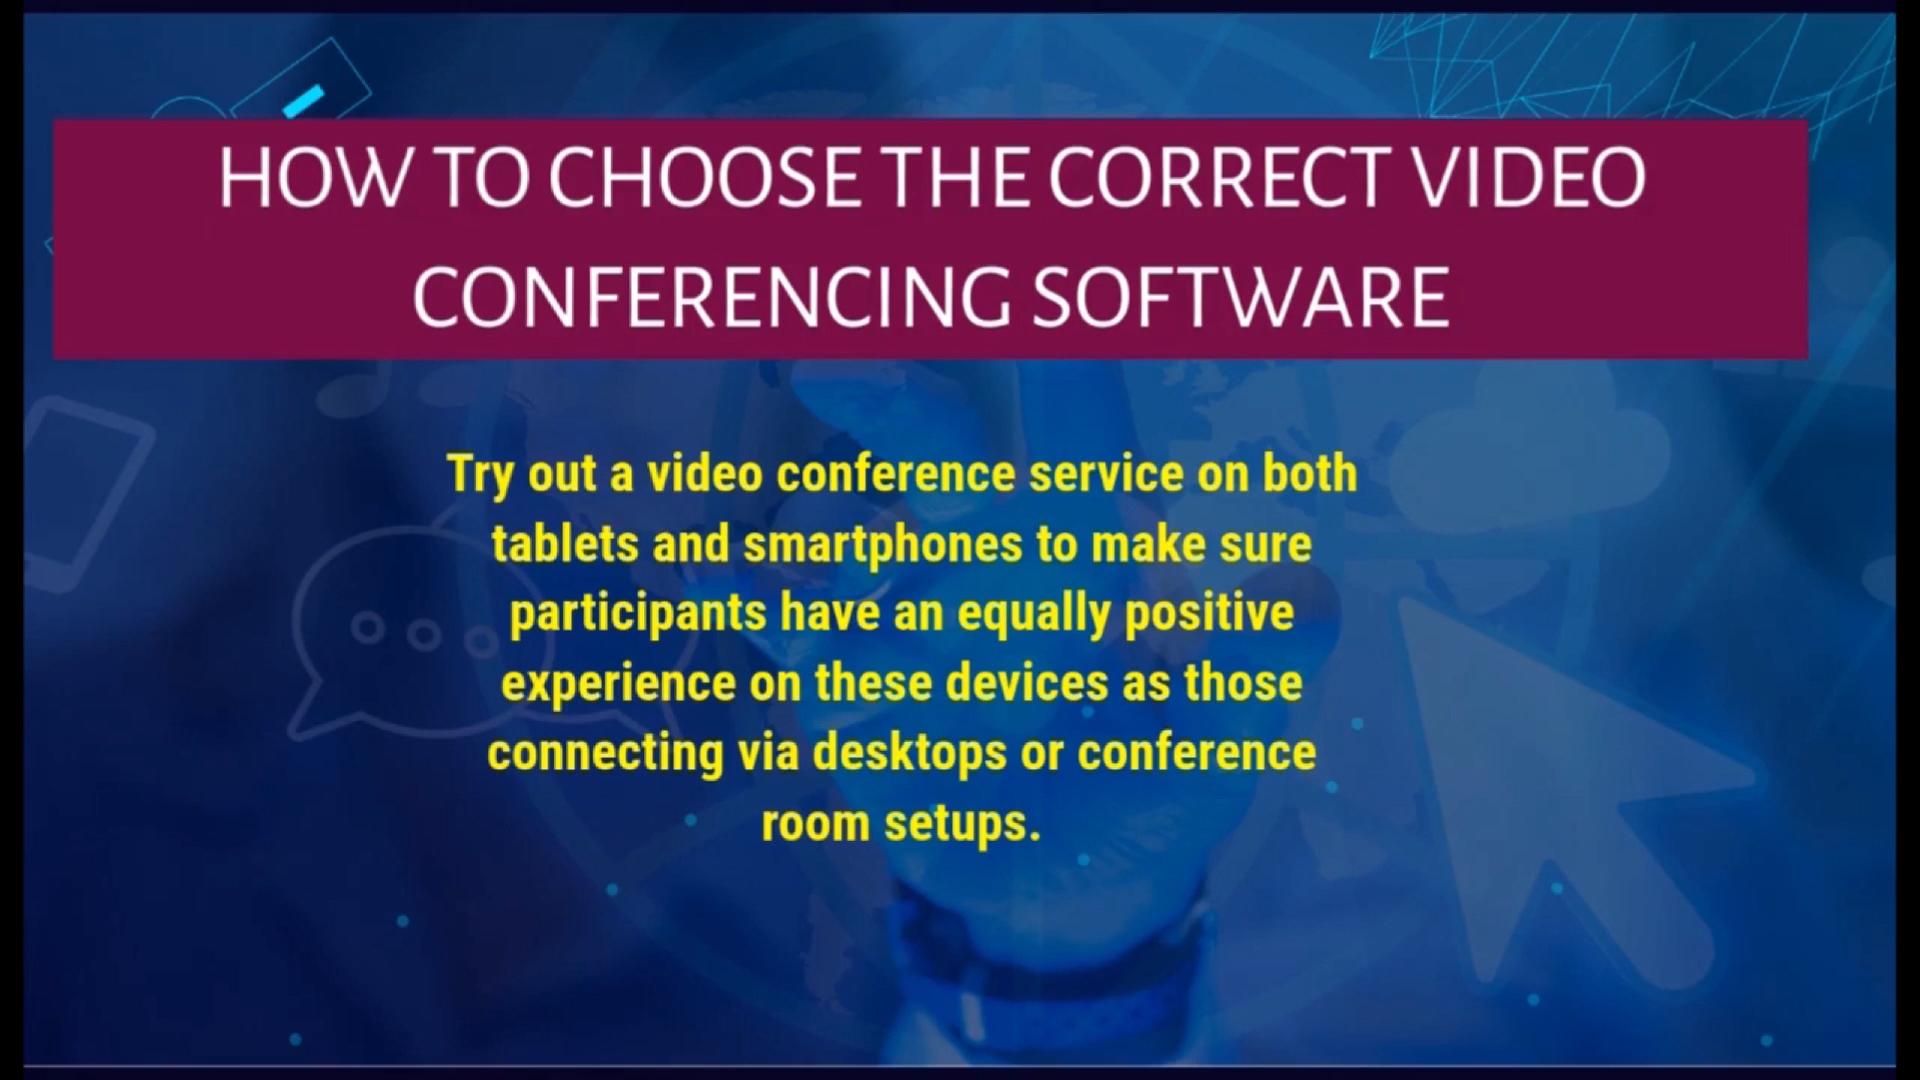 HOW TO CHOOSE THE CORRECT VIDEO
CONFERENCING SOFTWARE
Try out a video conference service on both
tablets and smartphones to make sure
participants have an equally positive
experience on these devices as those
connecting via desktops or conference
room setups.